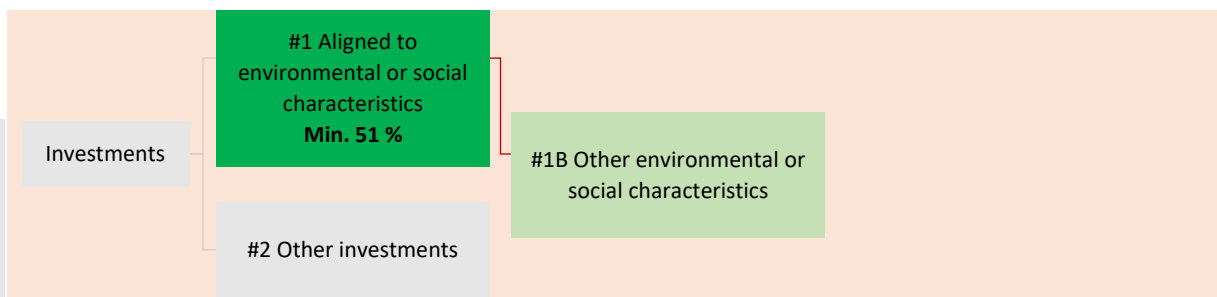 #1 Aligned to
environmental or social
characteristics
Min. 51 %
Investments
#1B Other environmental or
social characteristics
#2 Other investments